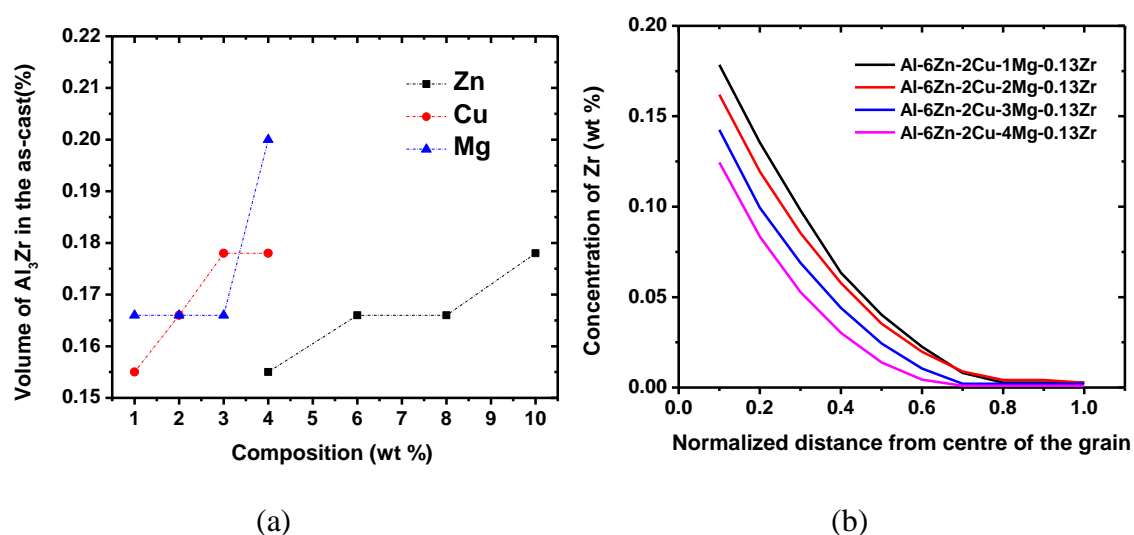 0.22
0.21
0.20
0.19
0.18
0.17
0.16
0.15
Volume of Al₃Zr in the as-cast(%)
Zn
Cu
Mg
1 2 3 4 5 6 7 8 9 10
Composition (wt %)
(a)
0.20
0.15
0.10
0.05
0.00
Concentration of Zr (wt %)
Al-6Zn-2Cu-1Mg-0.13Zr
Al-6Zn-2Cu-2Mg-0.13Zr
Al-6Zn-2Cu-3Mg-0.13Zr
Al-6Zn-2Cu-4Mg-0.13Zr
0.0 0.2 0.4 0.6 0.8 1.0
Normalized distance from centre of the grain
(b)